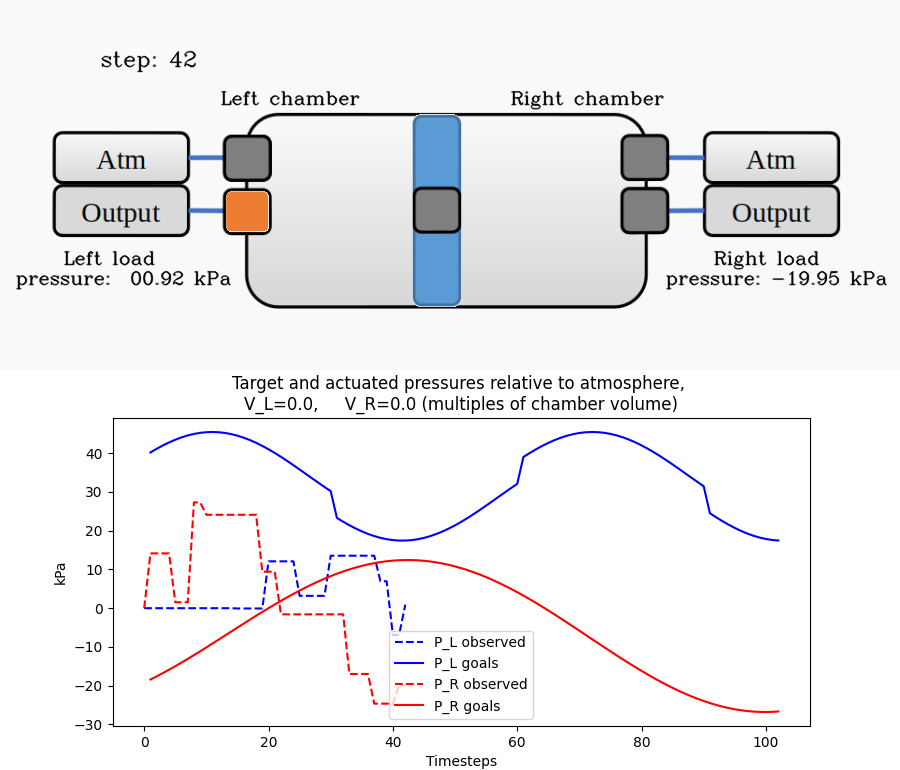 step: 42
Left chamber
Right chamber
Atm
Atm
Output
Output
Left load
pressure: 00.92 kPa
Right load
pressure: −19.95 kPa
Target and actuated pressures relative to atmosphere,
V_L=0.0, V_R=0.0 (multiples of chamber volume)
kPa
40
30
20
10
0
−10
−20
−30
P_L observed
P_L goals
P_R observed
P_R goals
0 20 40 60 80 100
Timesteps